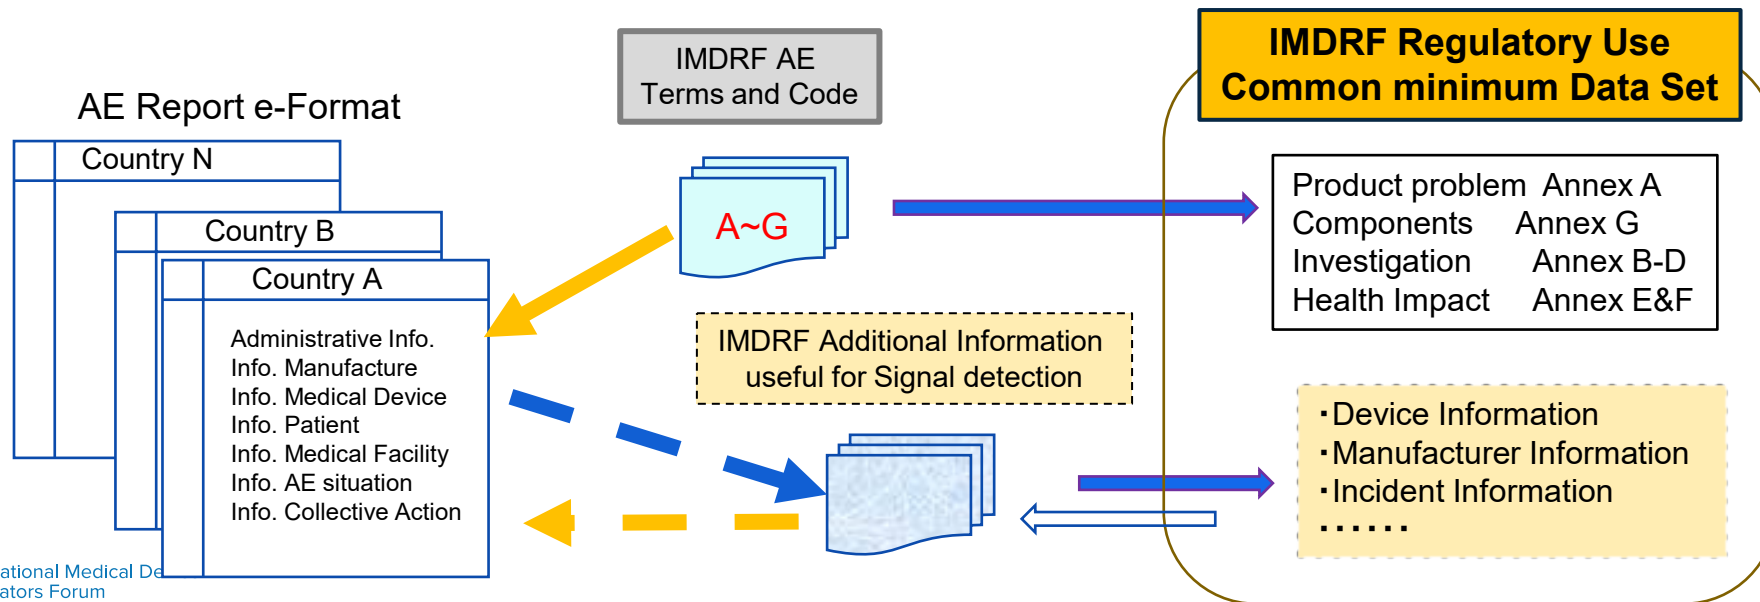 AE Report e-Format
Country N
Country B
Country A
Administrative Info.
Info. Manufacture
Info. Medical Device
Info. Patient
Info. Medical Facility
Info. AE situation
Info. Collective Action
IMDRF AE
Terms and Code
A~G
IMDRF Additional Information
useful for Signal detection
IMDRF Regulatory Use
Common minimum Data Set
Product problem Annex A
Components Annex G
Investigation Annex B-D
Health Impact Annex E&F
・Device Information
・Manufacturer Information
・Incident Information
・・・・・・
ational Medical De
ators Forum